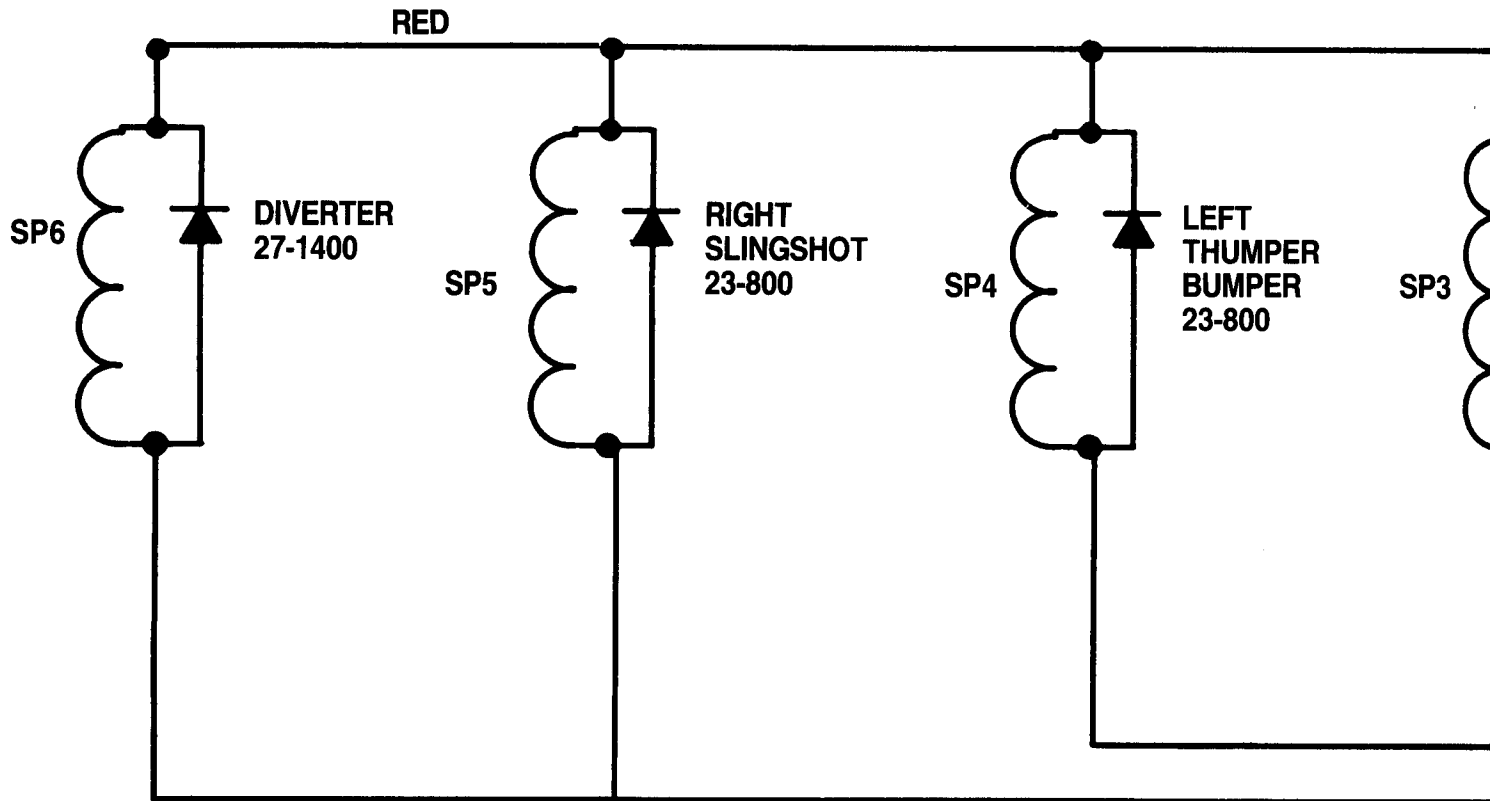 RED
SP6
DIVERTER
27-1400
SP5
RIGHT
SLINGSHOT
23-800
SP4
LEFT
THUMPER
BUMPER
23-800
SP3